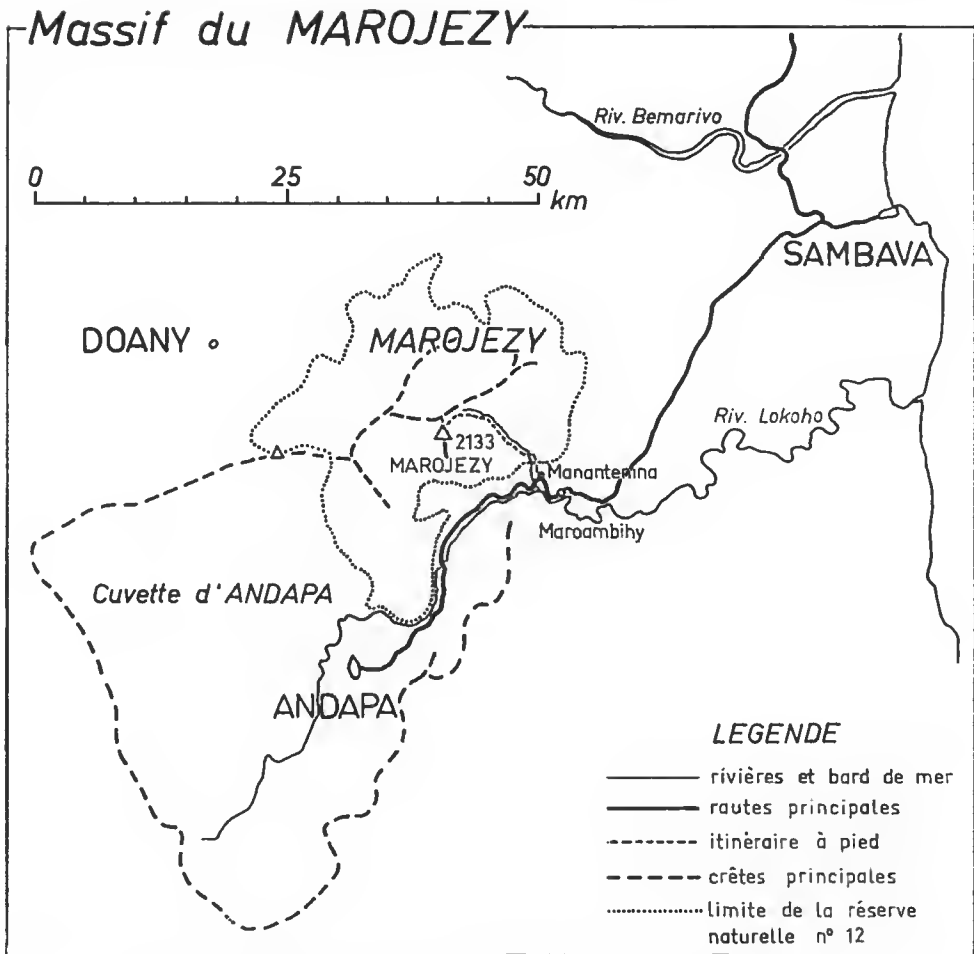 Massif du MAROJEZY
Riv. Bemarivo
0 25 50
km
SAMBAVA
DOANY
MAROJEZY
Riv. Lokoho
2133
MAROJEZY
Manantenina
Maroambihy
Cuvette d'ANDAPA
ANDAPA
LEGENDE
rivières et bard de mer
rautes principales
itinèraire à pied
crêtes principales
limite de la réserve
naturelle n° 12